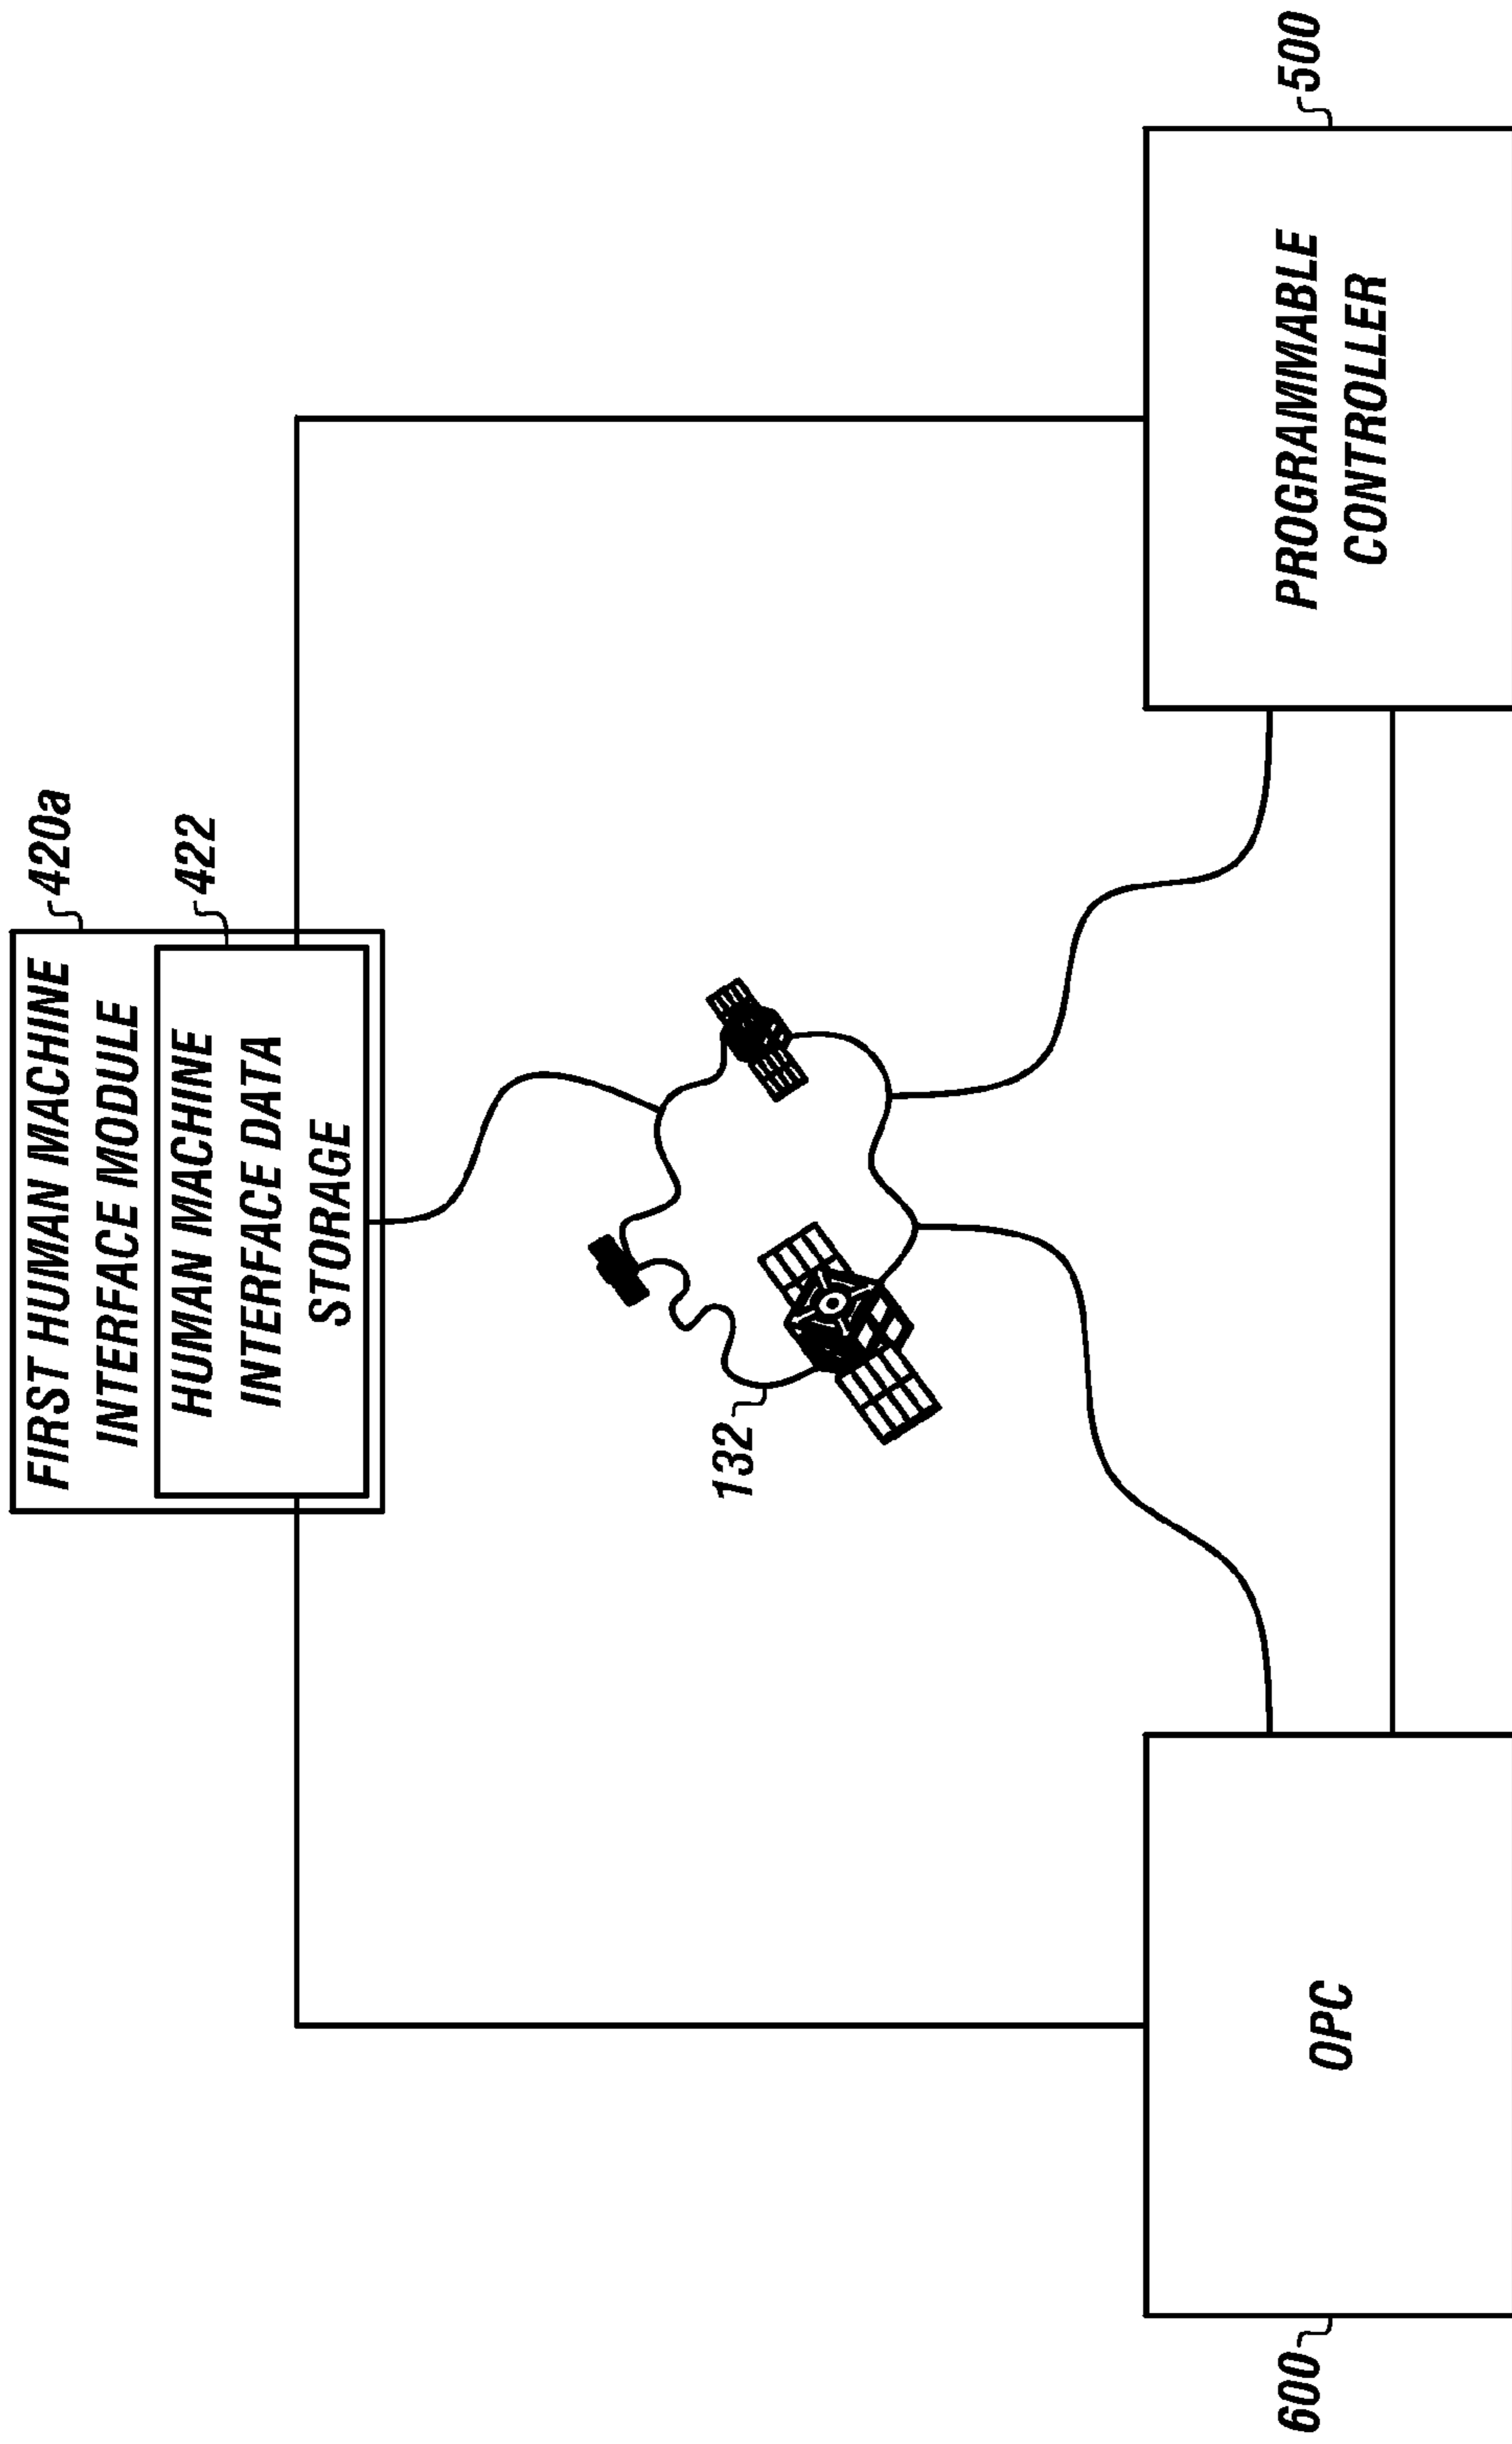 FIRST HUMAN MACHINE
INTERFACE MODULE
420a
HUMAN MACHINE
INTERFACE DATA
STORAGE
422
132
600
OPC
PROGRAMMABLE
CONTROLLER
500